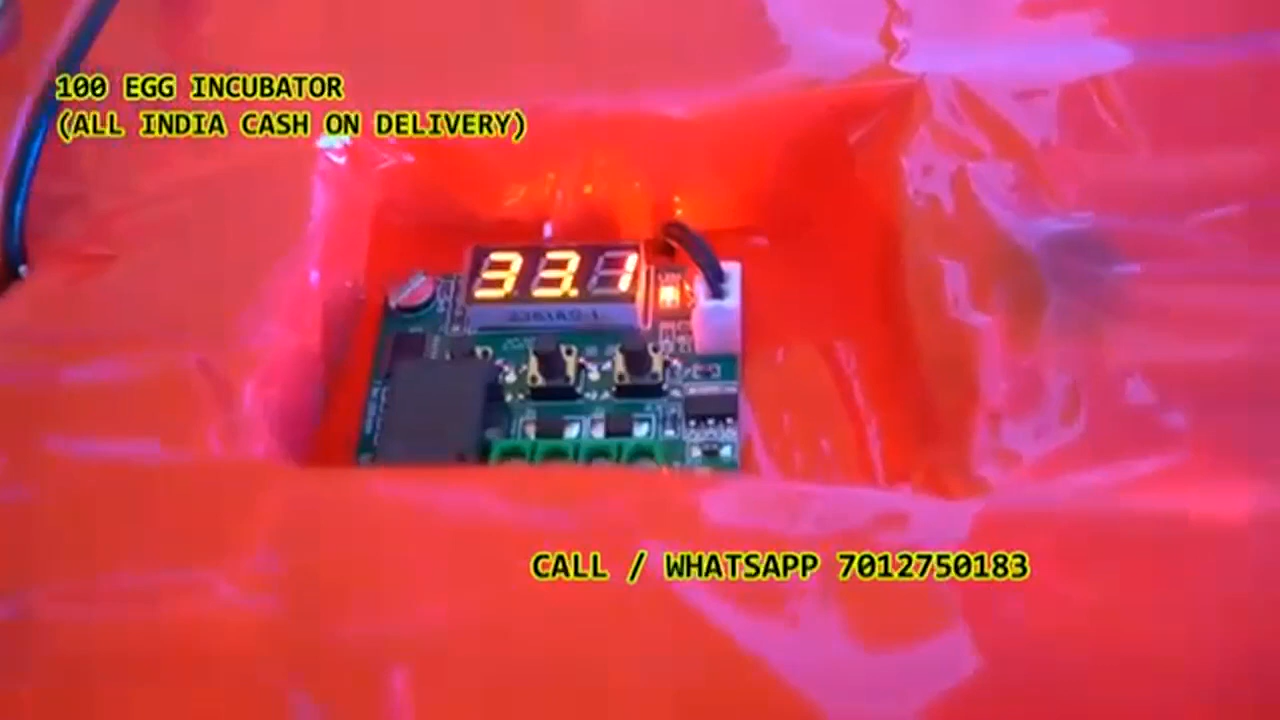 100 EGG INCUBATOR
(ALL INDIA CASH ON DELIVERY)
33.1
CALL / WHATSAPP 7012750183